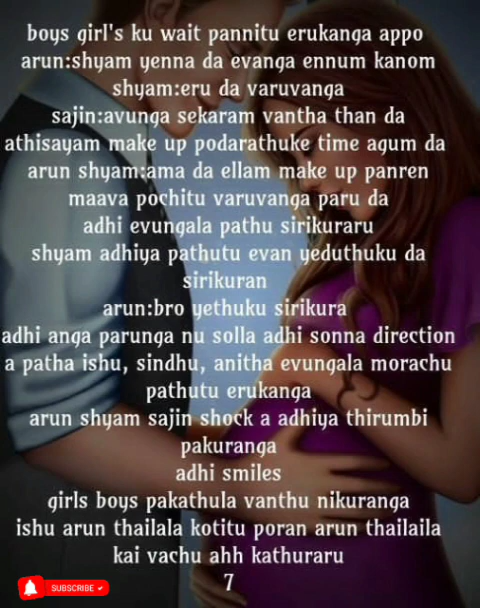 boys girl's ku wait pannitu erukanga appo
arun:shyam yenna da evanga ennum kanom
shyam:eru da varuvanga
sajin:avunga sekaram vantha than da
athisayam make up podarathuke time agum da
arun shyam:ama da ellam make up panren
maava pochitu varuvanga paru da
adhi evungala pathu sirikuraru
shyam adhiya pathutu evan yeduthuku da
sirikuran
arun:bro yethuku sirikura
adhi anga parunga nu solla adhi sonna direction
a patha ishu, sindhu, anitha evungala morachu
pathutu erukanga
arun shyam sajin shock a adhiya thirumbi
pakuranga
adhi smiles
girls boys pakathula vanthu nikuranga
ishu arun thailala kotitu poran arun thailaila
kai vachu ahh kathuraru
7
SUBSCRIBE